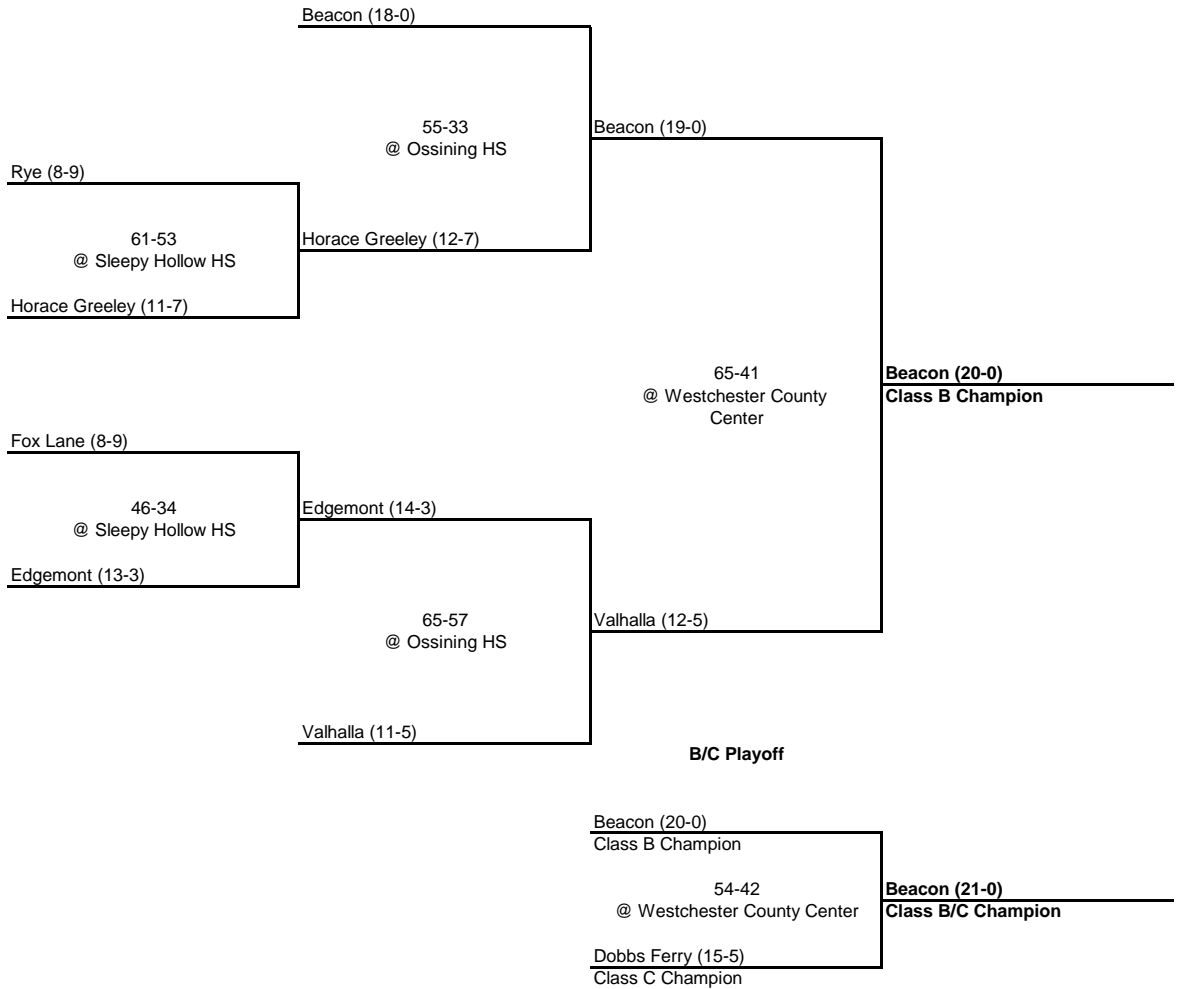 Beacon (18-0)
55-33
@ Ossining HS
Beacon (19-0)
Rye (8-9)
61-53
@ Sleepy Hollow HS
Horace Greeley (12-7)
Horace Greeley (11-7)
65-41
@ Westchester County
Center
Beacon (20-0)
Class B Champion
Fox Lane (8-9)
46-34
@ Sleepy Hollow HS
Edgemont (14-3)
Edgemont (13-3)
65-57
@ Ossining HS
Valhalla (12-5)
Valhalla (11-5)
B/C Playoff
Beacon (20-0)
Class B Champion
54-42
@ Westchester County Center
Beacon (21-0)
Class B/C Champion
Dobbs Ferry (15-5)
Class C Champion